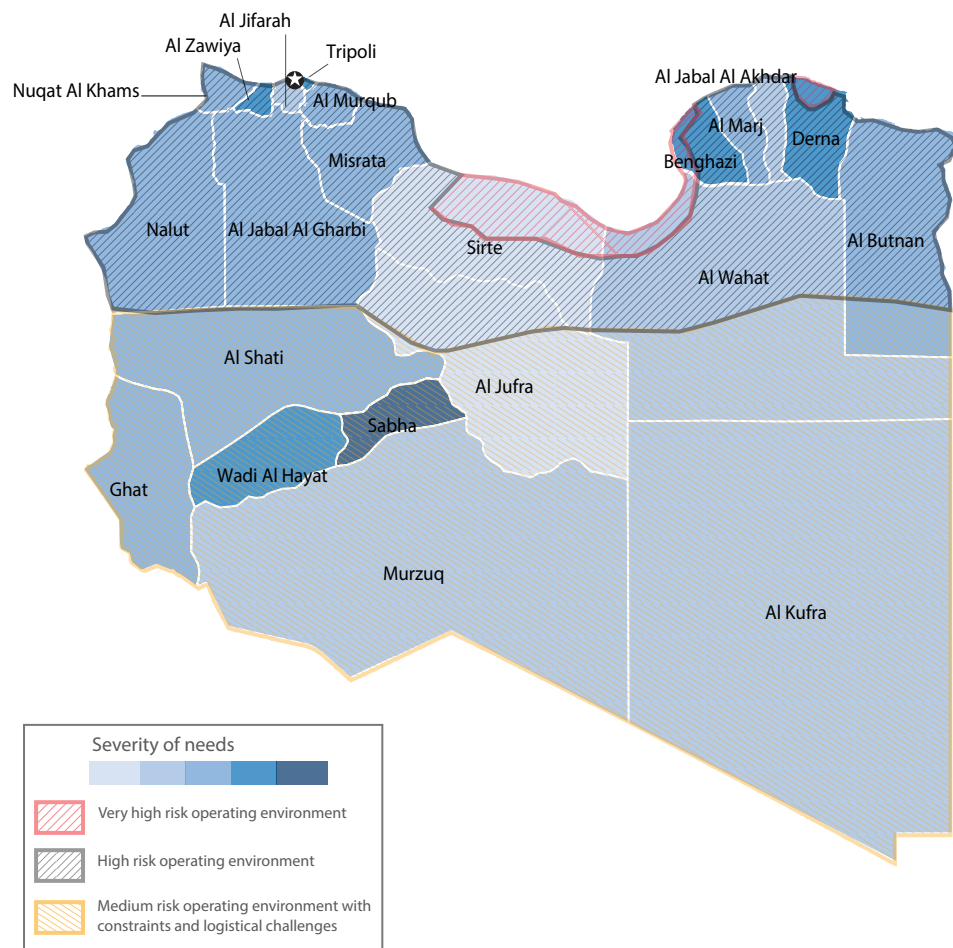 Al Jifarah
Al Zawiya
Tripoli
Nuqat Al Khams
Al Murqub
Al Jabal Al Akhdar
Al Marj
Derna
Misrata
Benghazi
Nalut
Al Jabal Al Gharbi
Sirte
Al Butnan
Al Wahat
Al Shati
Al Jufra
Sabha
Wadi Al Hayat
Ghat
Murzuq
Al Kufra
Severity of needs
Very high risk operating environment
High risk operating environment
Medium risk operating environment with
constraints and logistical challenges